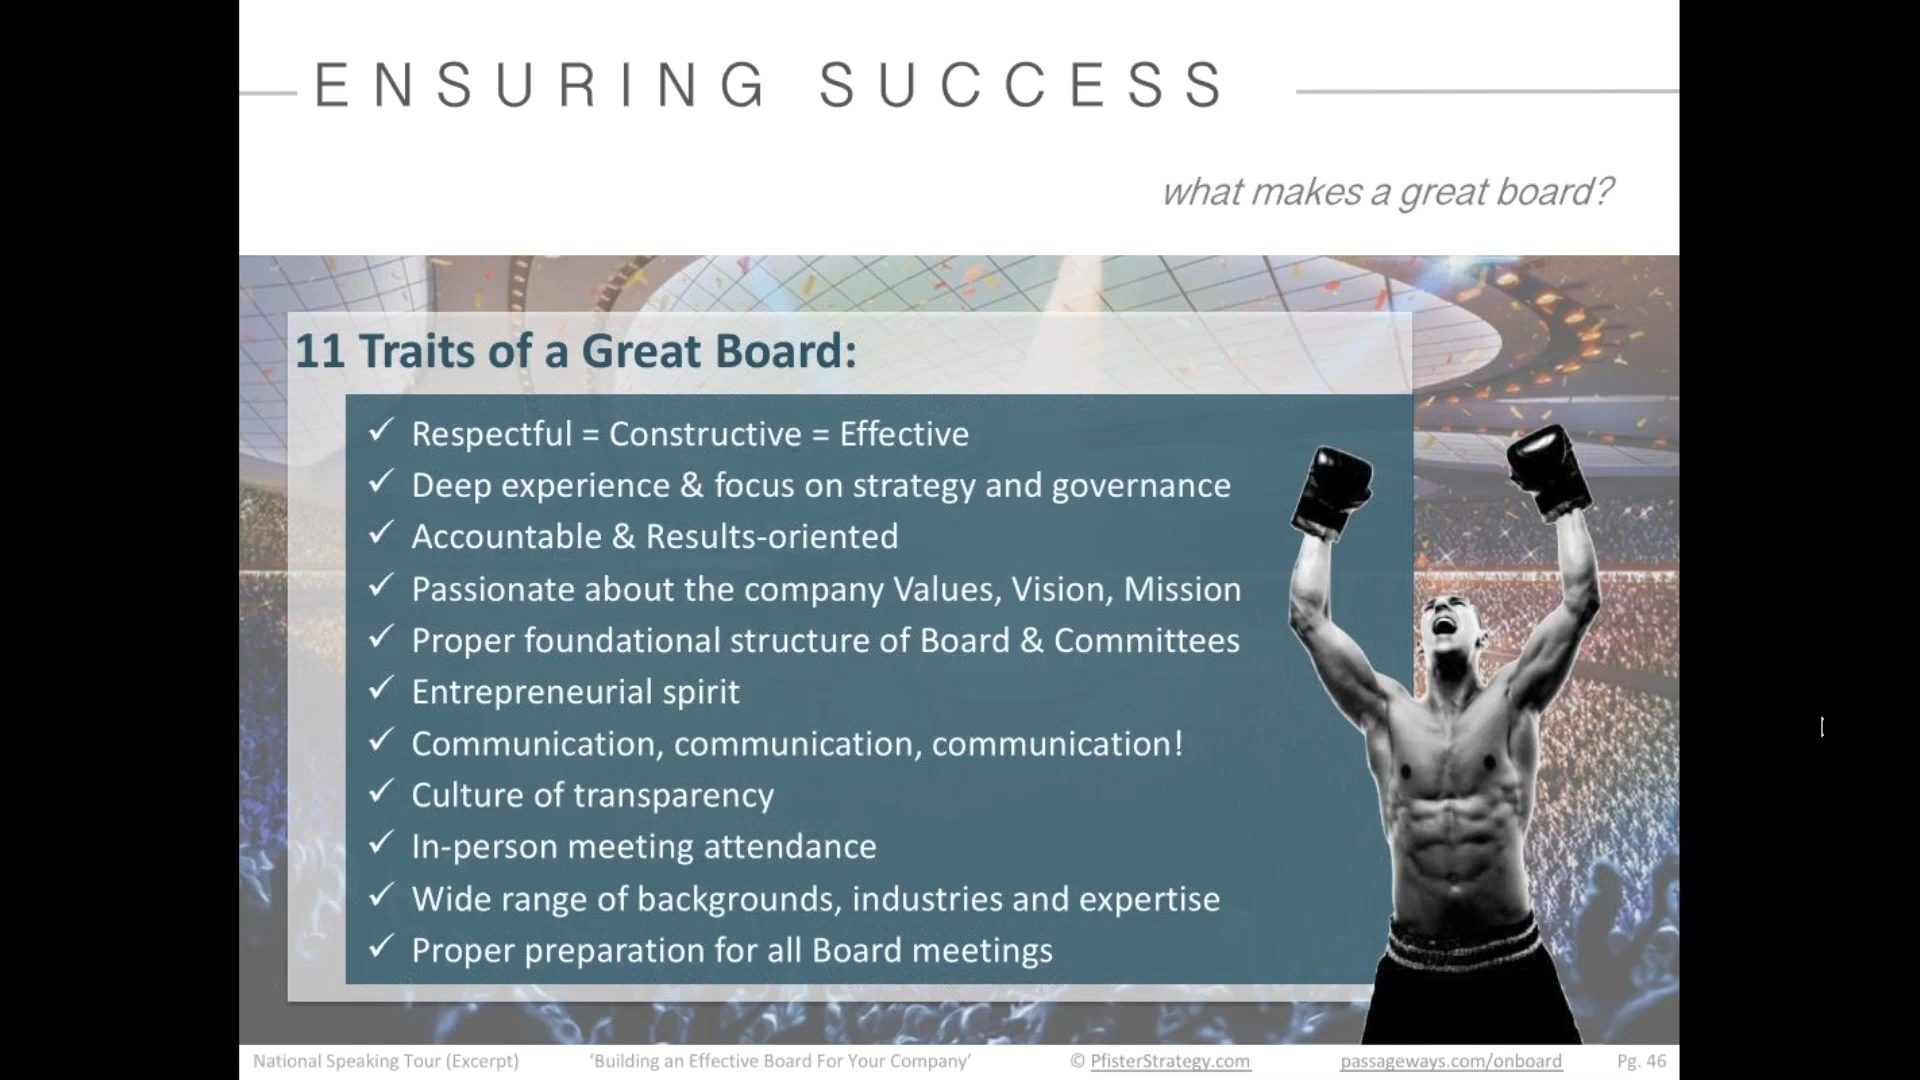 ENSURING SUCCESS
what makes a great board?
11 Traits of a Great Board:
✓ Respectful = Constructive = Effective
✓ Deep experience & focus on strategy and governance
✓ Accountable & Results-oriented
✓ Passionate about the company Values, Vision, Mission
✓ Proper foundational structure of Board & Committees
✓ Entrepreneurial spirit
✓ Communication, communication, communication!
✓ Culture of transparency
✓ In-person meeting attendance
✓ Wide range of backgrounds, industries and expertise
✓ Proper preparation for all Board meetings
National Speaking Tour (Excerpt) ‘Building an Effective Board For Your Company’ © PfisterStrategy.com passageways.com/onboard Pg. 46